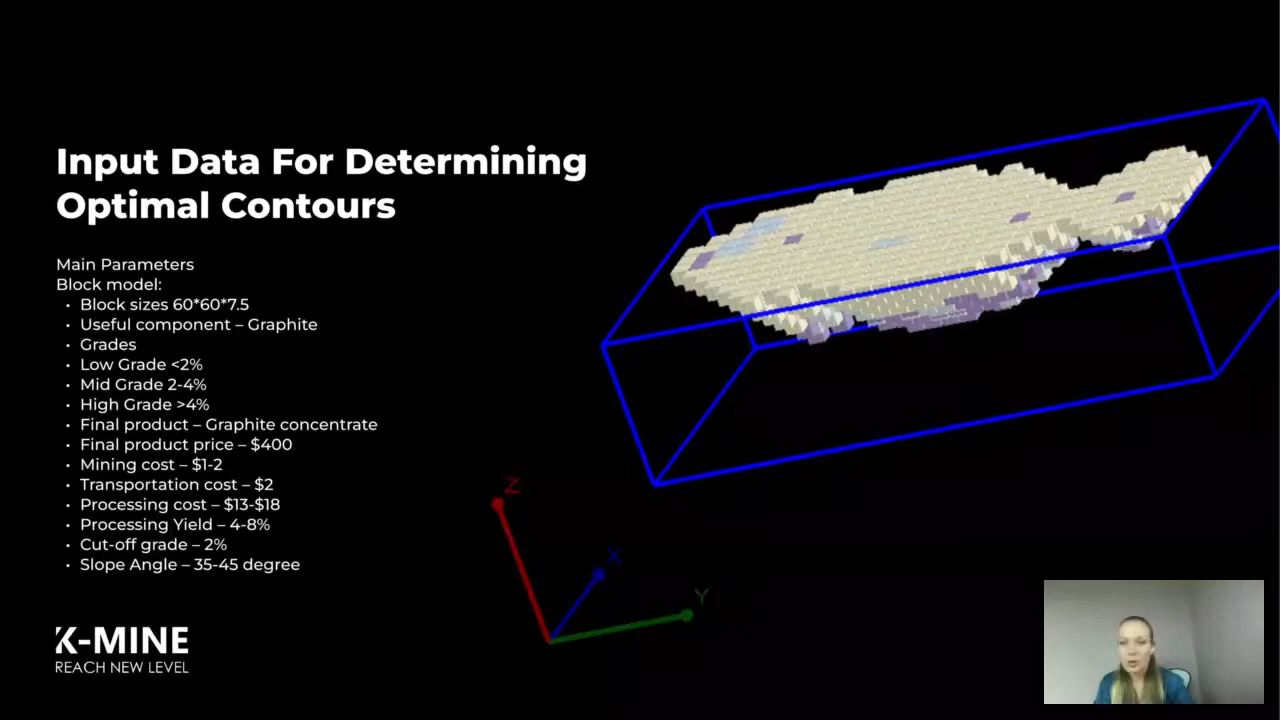 Input Data For Determining
Optimal Contours
Main Parameters
Block model:
• Block sizes 60*60*7.5
• Useful component – Graphite
• Grades
• Low Grade <2%
• Mid Grade 2-4%
• High Grade >4%
• Final product – Graphite concentrate
• Final product price – $400
• Mining cost – $1-2
• Transportation cost – $2
• Processing cost – $13-$18
• Processing Yield – 4-8%
• Cut-off grade – 2%
• Slope Angle – 35-45 degree
Z
X
Y
K-MINE
REACH NEW LEVEL